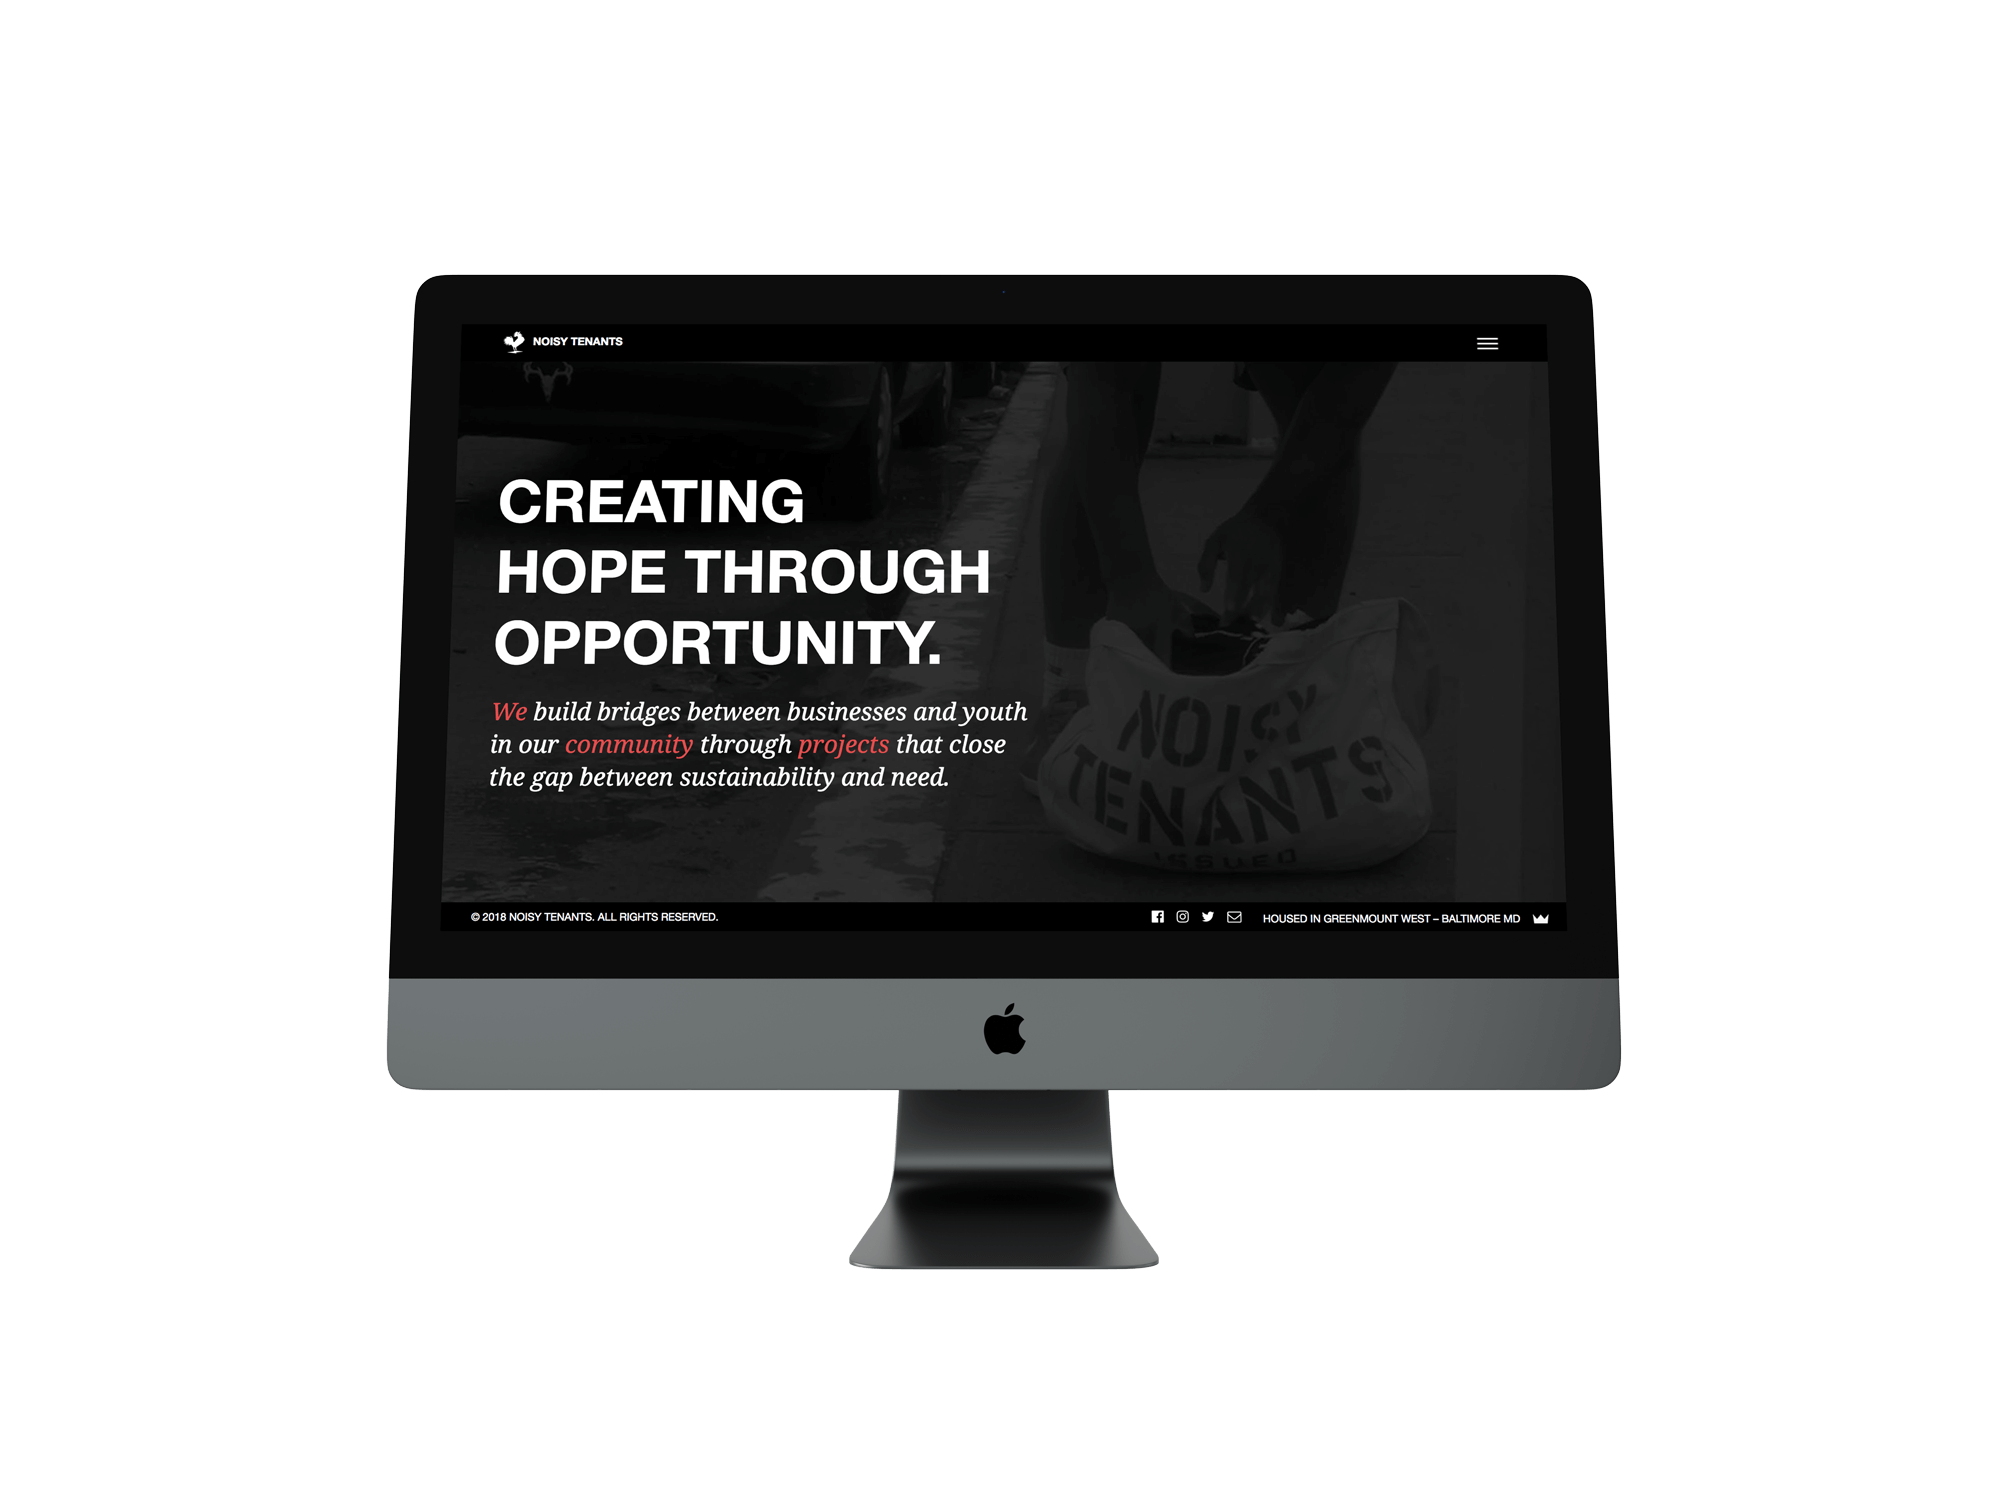 NOISY TENANTS
CREATING
HOPE THROUGH
OPPORTUNITY.
We build bridges between businesses and youth
in our community through projects that close
the gap between sustainability and need.
NOISY
TENANTS
ISSUED
© 2018 NOISY TENANTS. ALL RIGHTS RESERVED.
HOUSED IN GREENMOUNT WEST – BALTIMORE MD